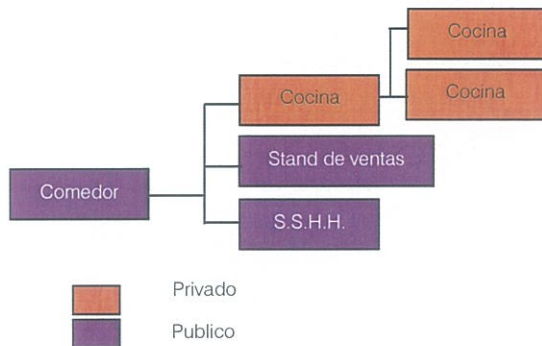 Cocina
Cocina
Cocina
Stand de ventas
Comedor
S.S.H.H.
Privado
Publico